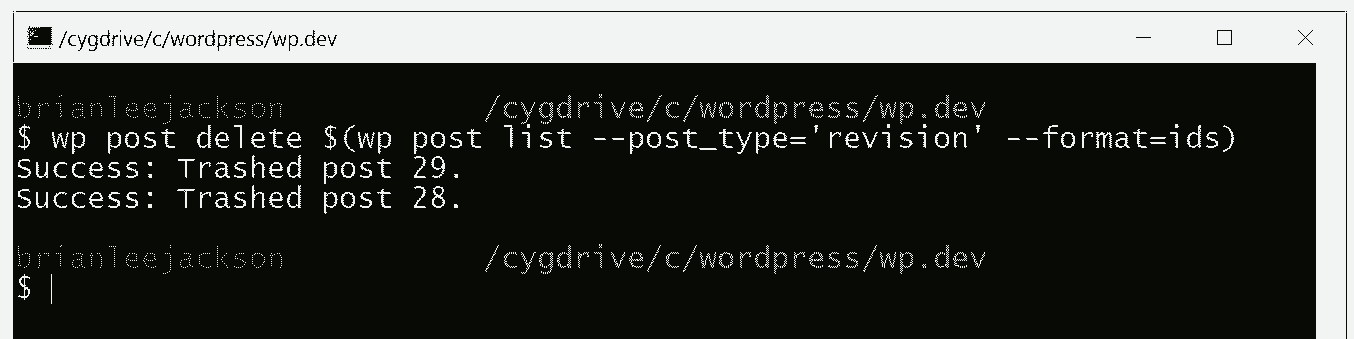 /cygdrive/c/wordpress/wp.dev
brianleejackson /cygdrive/c/wordpress/wp.dev
$ wp post delete $(wp post list --post_type='revision' --format=ids)
Success: Trashed post 29.
Success: Trashed post 28.
brianleejackson /cygdrive/c/wordpress/wp.dev
$